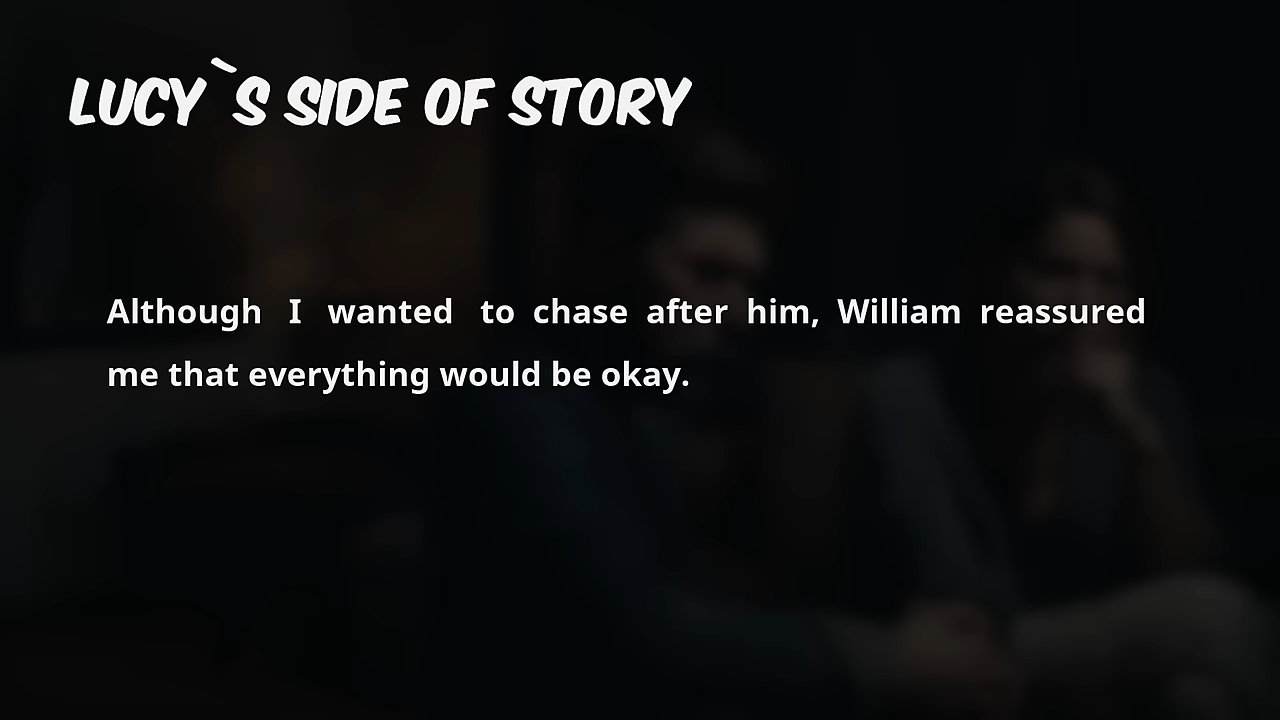 LUCY`S SIDE OF STORY
Although I wanted to chase after him, William reassured
me that everything would be okay.